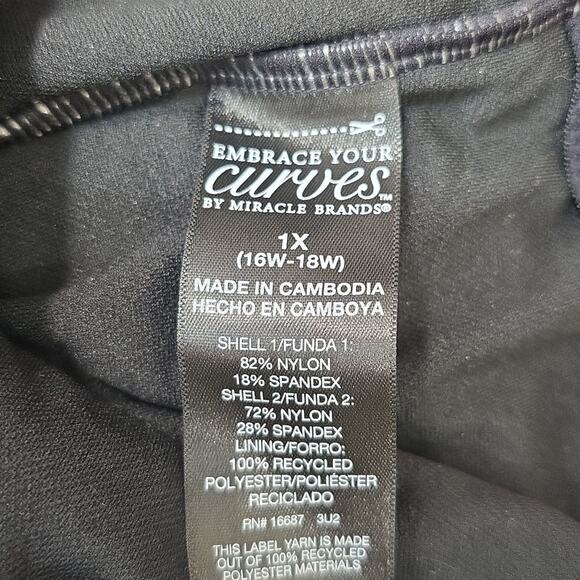 EMBRACE YOUR
curves™
BY MIRACLE BRANDS®
1X
(16W-18W)
MADE IN CAMBODIA
HECHO EN CAMBOYA
SHELL 1/FUNDA 1:
82% NYLON
18% SPANDEX
SHELL 2/FUNDA 2:
72% NYLON
28% SPANDEX
LINING/FORRO:
100% RECYCLED
POLYESTER/POLIÉSTER
RECICLADO
RN# 16687 3U2
THIS LABEL YARN IS MADE
OUT OF 100% RECYCLED
POLYESTER MATERIALS